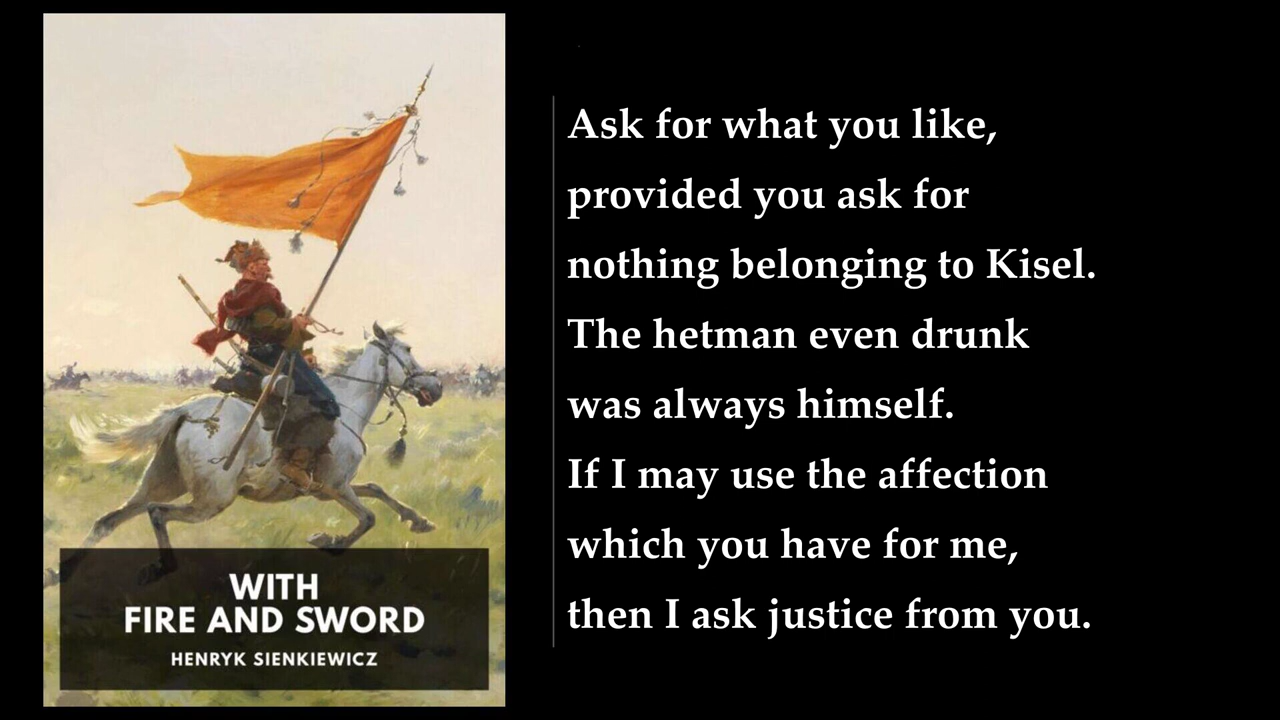 WITH
FIRE AND SWORD
HENRYK SIENKIEWICZ
Ask for what you like,
provided you ask for
nothing belonging to Kisel.
The hetman even drunk
was always himself.
If I may use the affection
which you have for me,
then I ask justice from you.